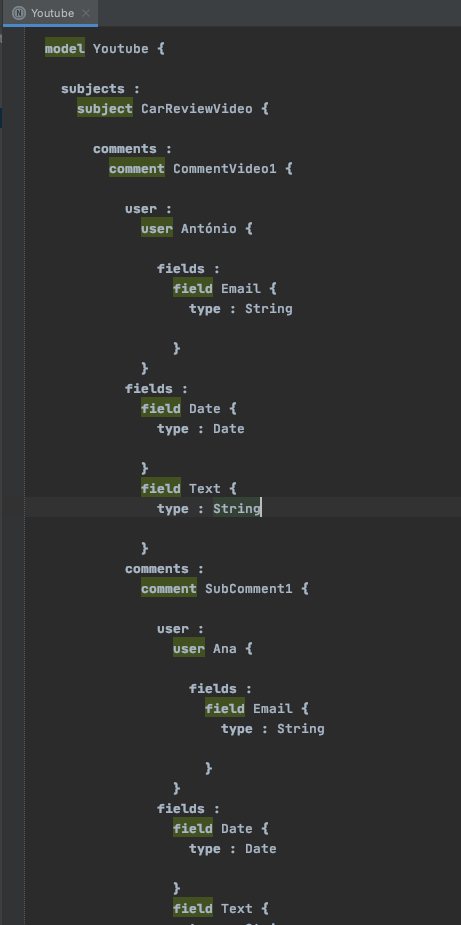 Youtube
model Youtube {
subjects :
subject CarReviewVideo {
comments :
comment CommentVideo1 {
user :
user António {
fields :
field Email {
type : String
}
}
fields :
field Date {
type : Date
}
field Text {
type : String
}
comments :
comment SubComment1 {
user :
user Ana {
fields :
field Email {
type : String
}
}
fields :
field Date {
type : Date
}
field Text {